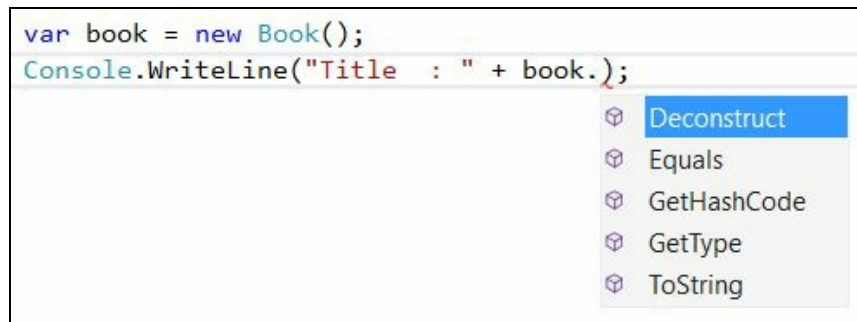 var book = new Book();
Console.WriteLine("Title  : " + book.);
Deconstruct
Equals
GetHashCode
GetType
ToString